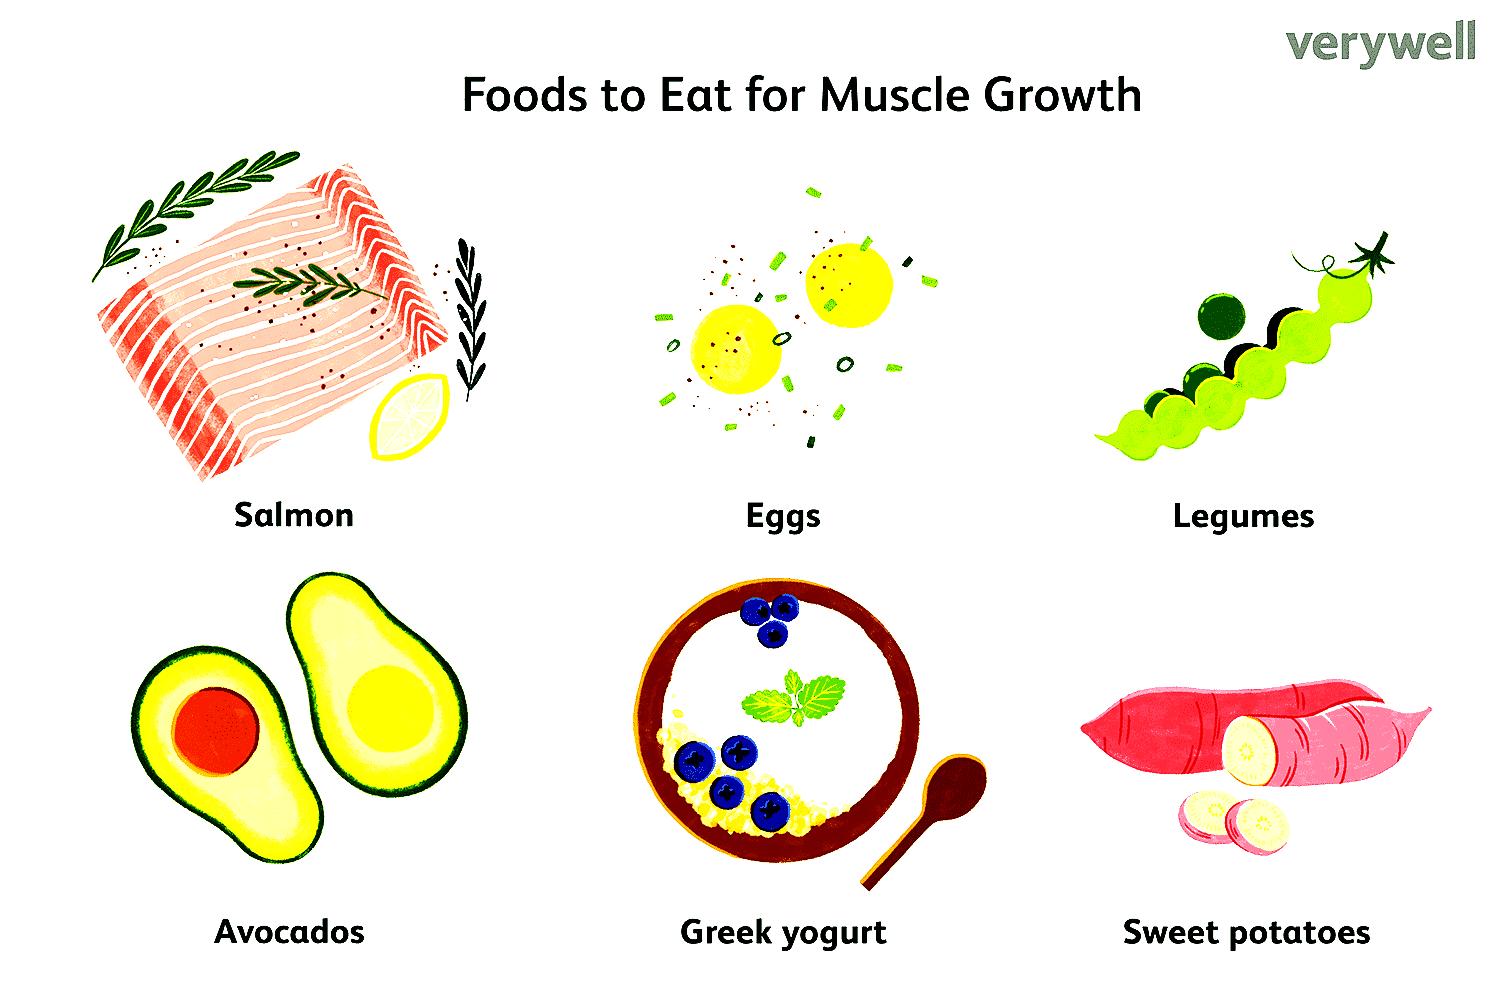 verywell
Foods to Eat for Muscle Growth
Salmon
Eggs
Legumes
Avocados
Greek yogurt
Sweet potatoes